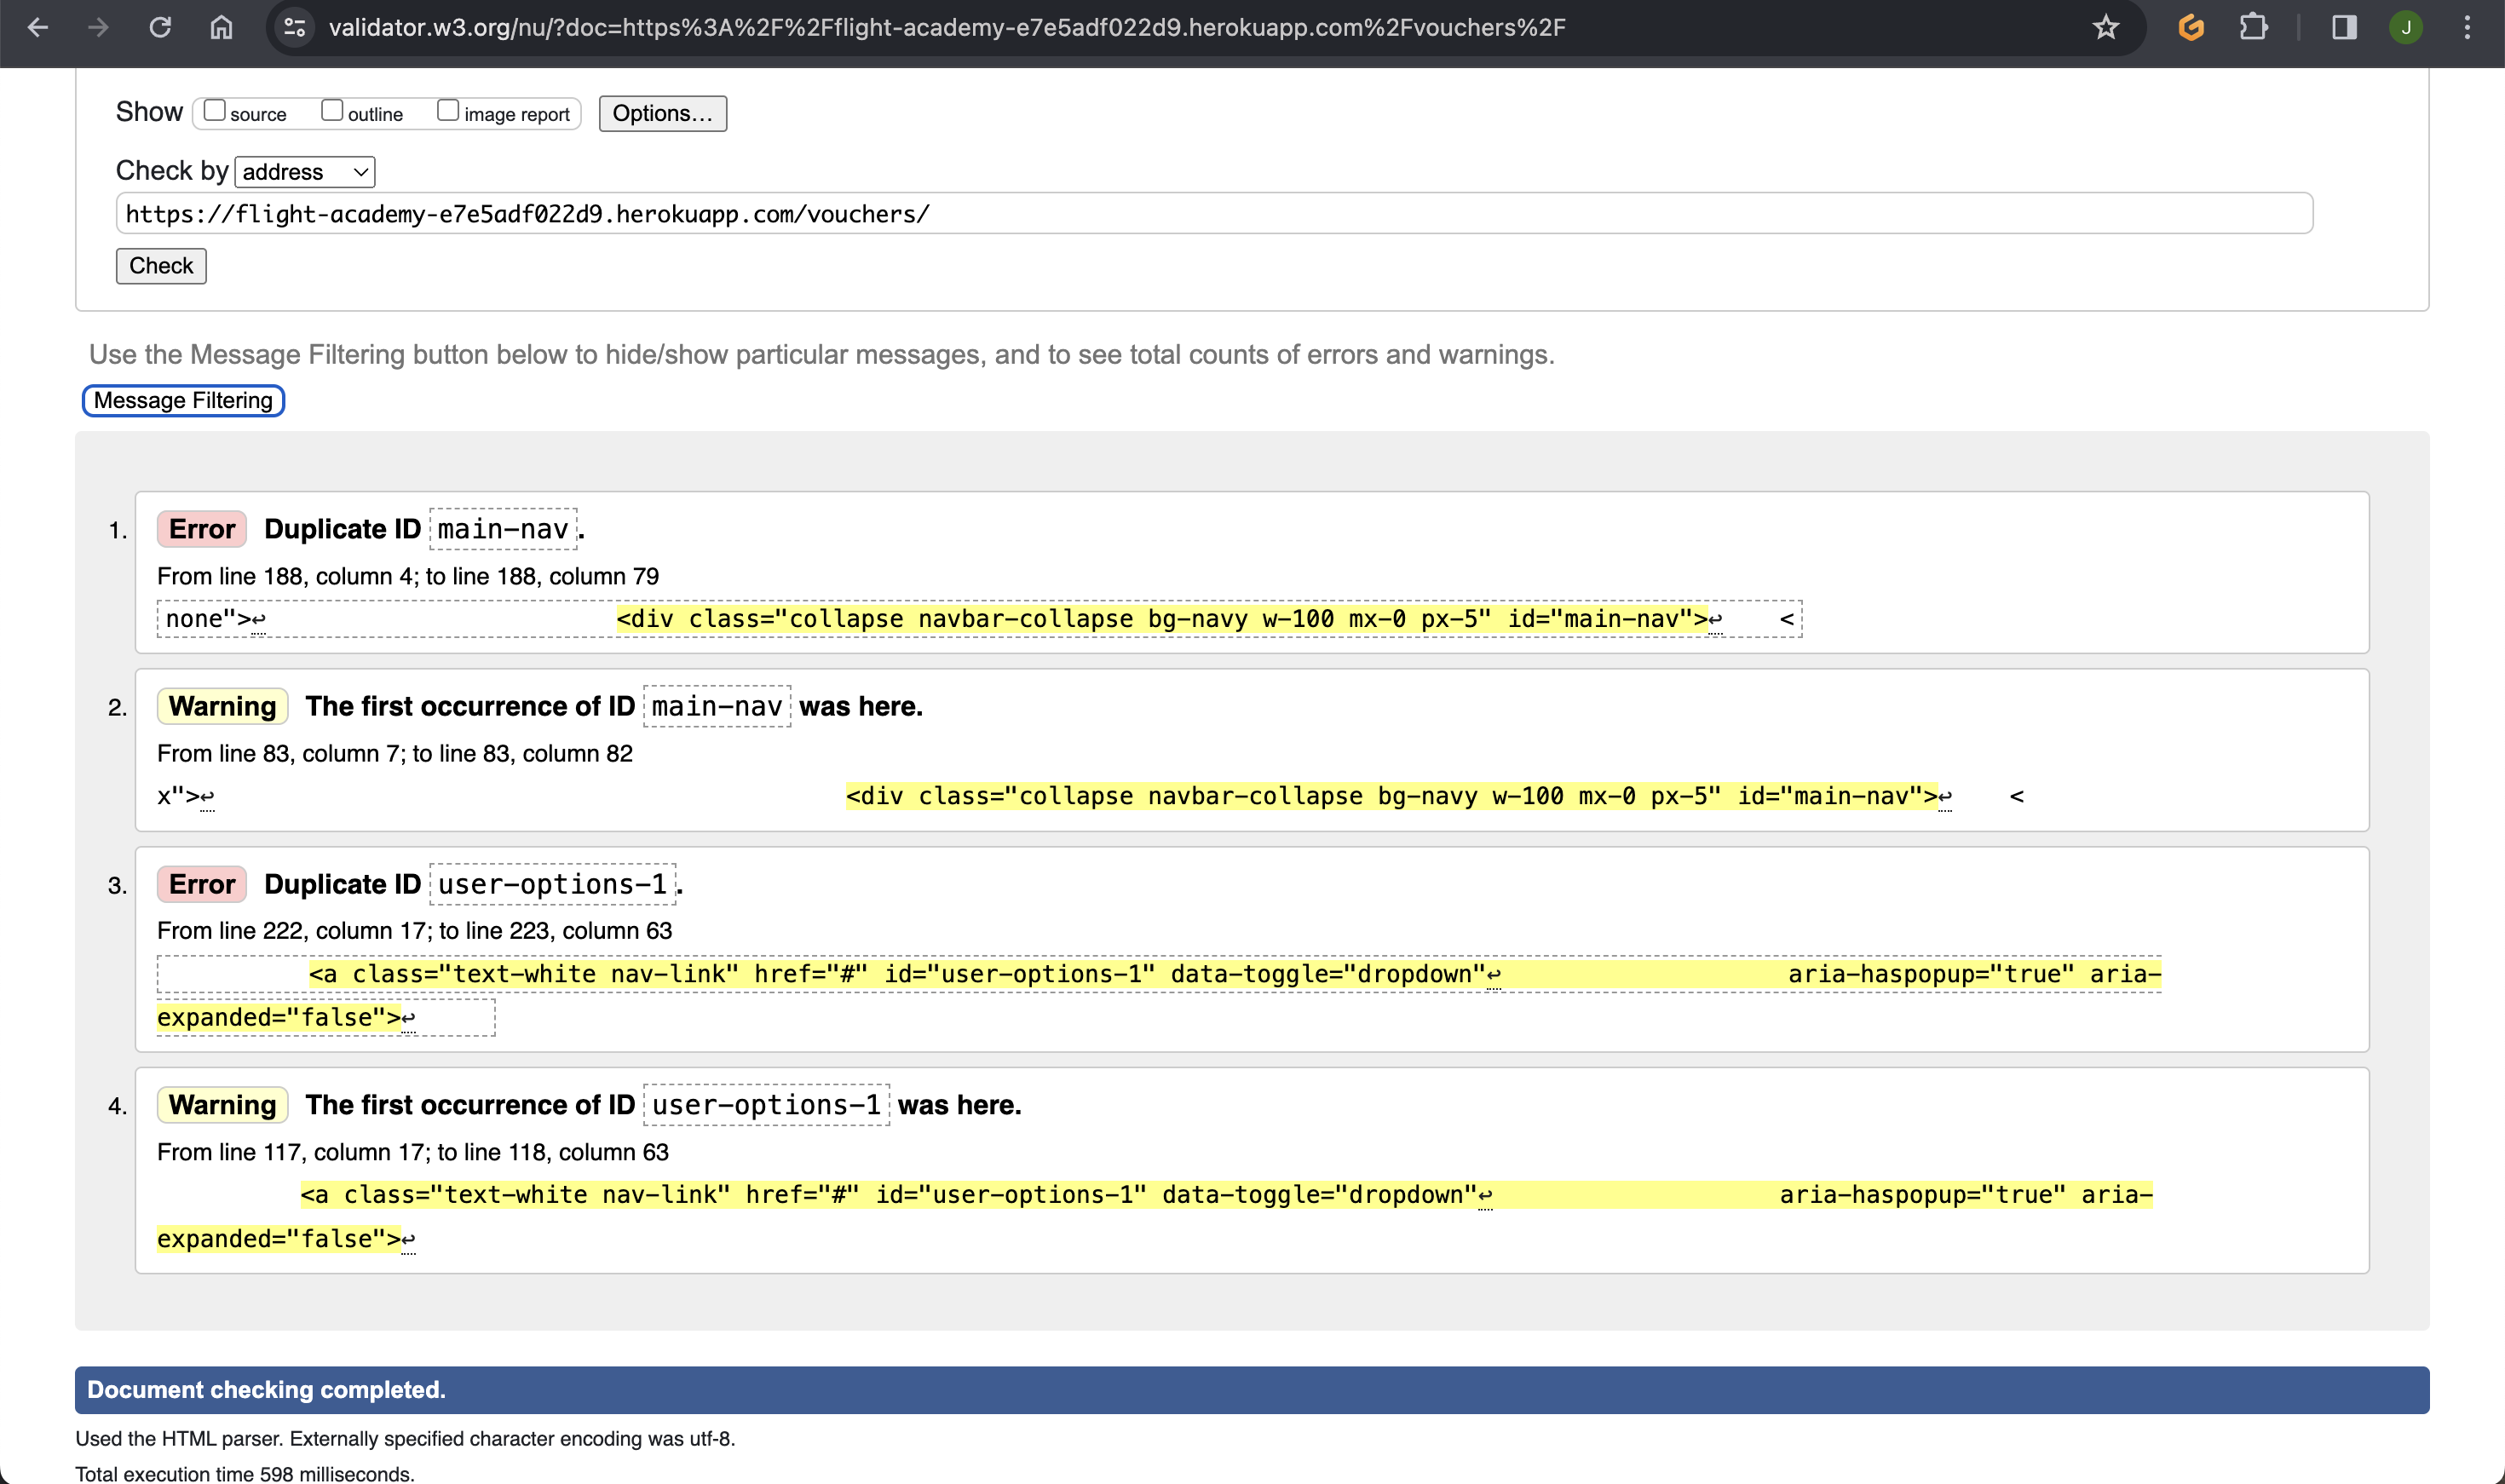 validator.w3.org/nu/?doc=https%3A%2F%2Fflight-academy-e7e5adf022d9.herokuapp.com%2Fvouchers%2F
J
Show source outline image report Options...
Check by address
https://flight-academy-e7e5adf022d9.herokuapp.com/vouchers/
Check
Use the Message Filtering button below to hide/show particular messages, and to see total counts of errors and warnings.
Message Filtering
1. Error Duplicate ID main-nav.
From line 188, column 4; to line 188, column 79
none">↩ <div class="collapse navbar-collapse bg-navy w-100 mx-0 px-5" id="main-nav">↩ <
2. Warning The first occurrence of ID main-nav was here.
From line 83, column 7; to line 83, column 82
x">↩ <div class="collapse navbar-collapse bg-navy w-100 mx-0 px-5" id="main-nav">↩ <
3. Error Duplicate ID user-options-1.
From line 222, column 17; to line 223, column 63
<a class="text-white nav-link" href="#" id="user-options-1" data-toggle="dropdown"↩ aria-haspopup="true" aria-
expanded="false">↩
4. Warning The first occurrence of ID user-options-1 was here.
From line 117, column 17; to line 118, column 63
<a class="text-white nav-link" href="#" id="user-options-1" data-toggle="dropdown"↩ aria-haspopup="true" aria-
expanded="false">↩
Document checking completed.
Used the HTML parser. Externally specified character encoding was utf-8.
Total execution time 598 milliseconds.